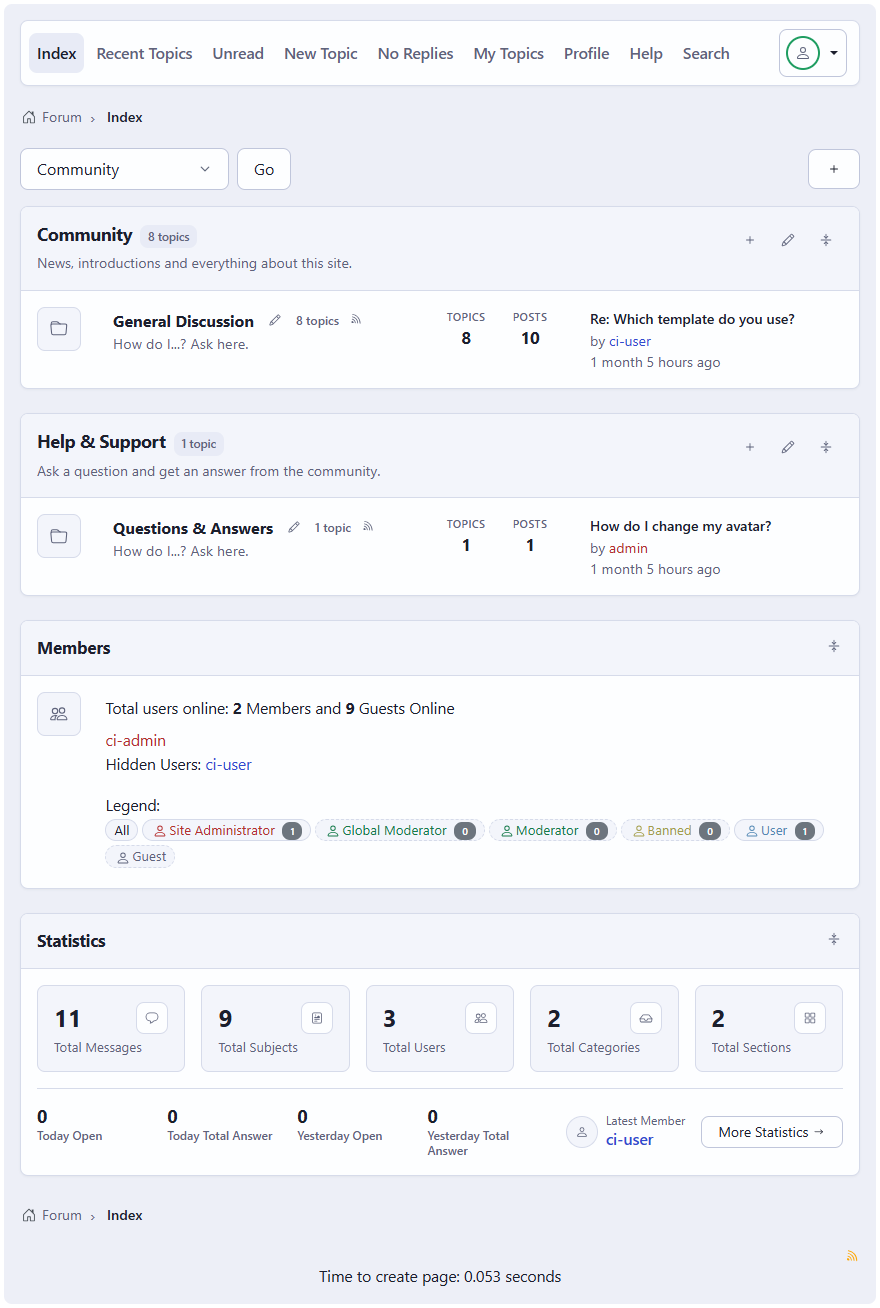 Index Recent Topics Unread New Topic No Replies My Topics Profile Help Search
Forum › Index
Community Go +
Community 8 topics
News, introductions and everything about this site.
General Discussion 8 topics
How do I...? Ask here.
TOPICS POSTS
8 10
Re: Which template do you use?
by ci-user
1 month 5 hours ago
Help & Support 1 topic
Ask a question and get an answer from the community.
Questions & Answers 1 topic
How do I...? Ask here.
TOPICS POSTS
1 1
How do I change my avatar?
by admin
1 month 5 hours ago
Members
Total users online: 2 Members and 9 Guests Online
ci-admin
Hidden Users: ci-user
Legend:
All Site Administrator 1 Global Moderator 0 Moderator 0 Banned 0 User 1
Guest
Statistics
11 9 3 2 2
Total Messages Total Subjects Total Users Total Categories Total Sections
0 0 0 0
Today Open Today Total Answer Yesterday Open Yesterday Total
Answer
Latest Member
ci-user
More Statistics →
Forum › Index
Time to create page: 0.053 seconds